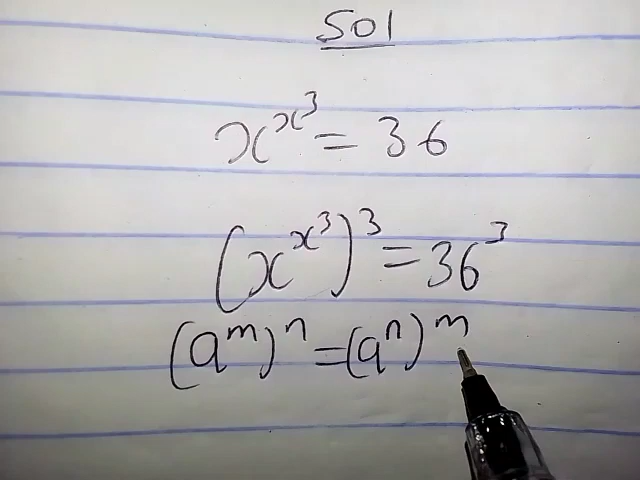 Sol
x^{x^3} = 36
(x^{x^3})^3 = 36^3
(a^m)^n = (a^n)^m